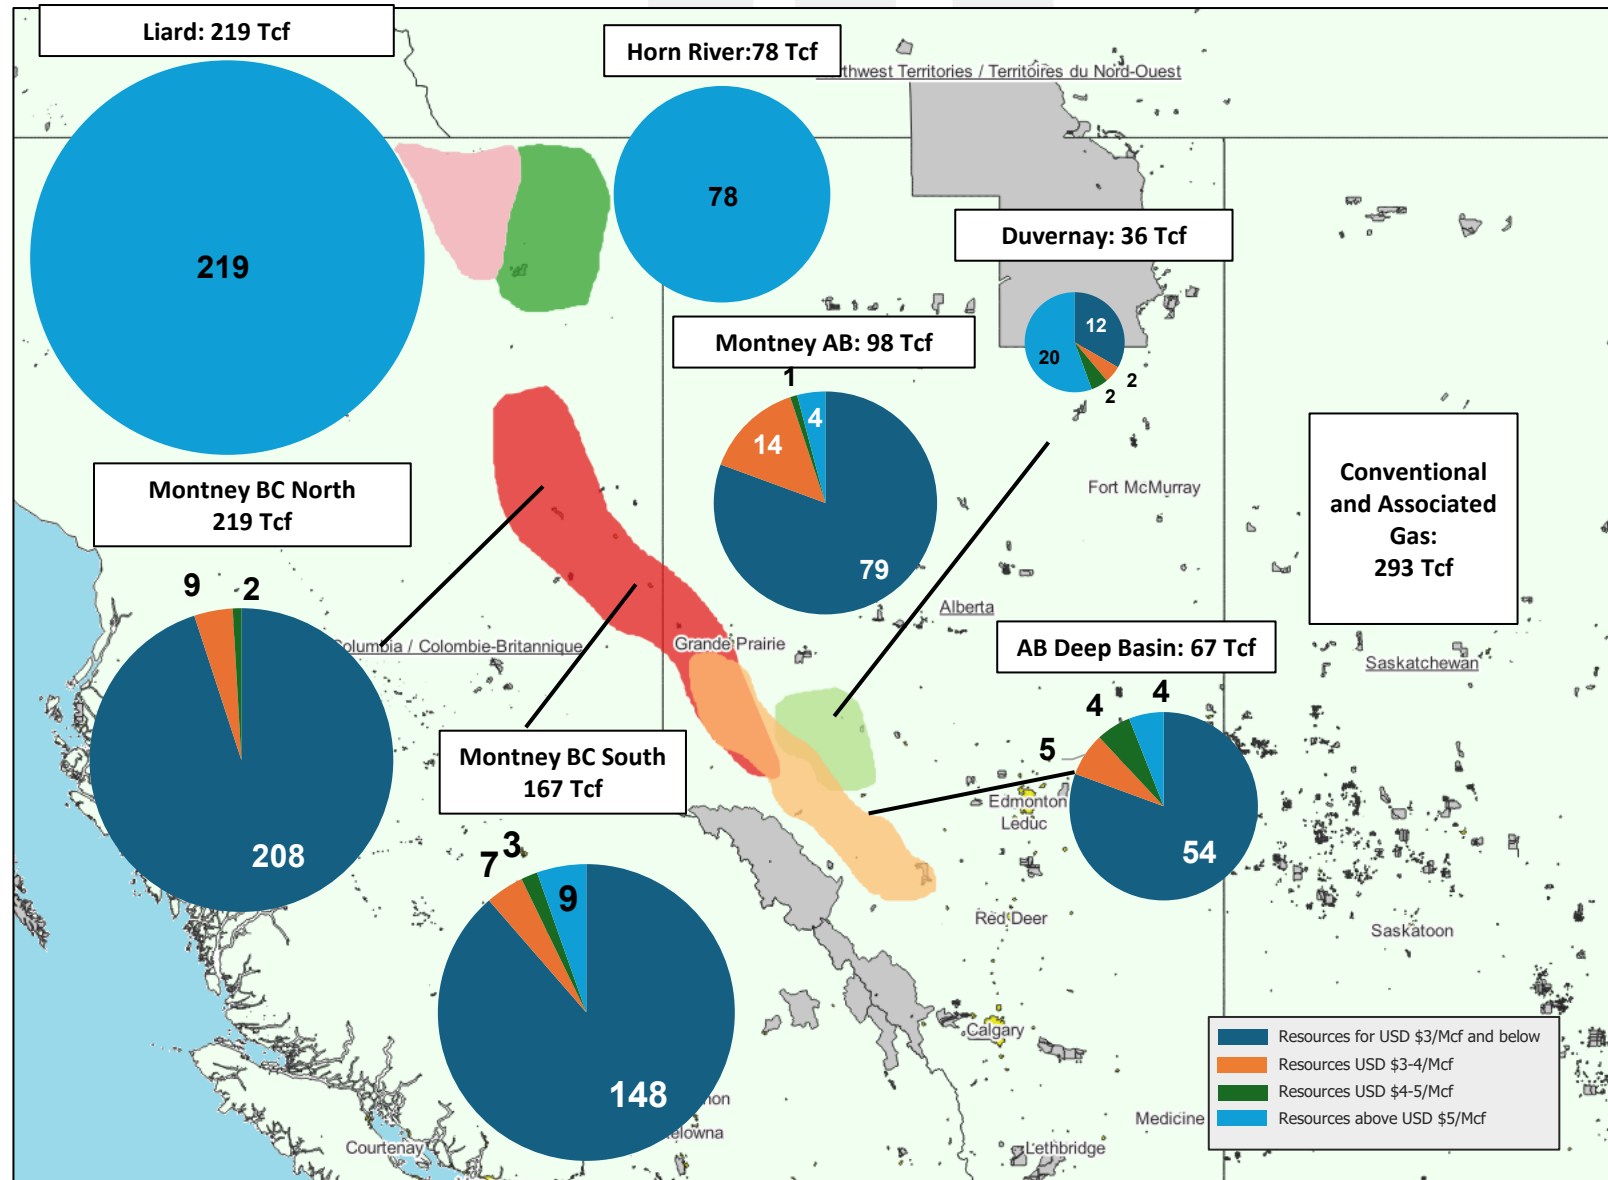 Liard: 219 Tcf
Horn River:78 Tcf
thwest Territories / Territoires du Nord-Ouest
219
78
Duvernay: 36 Tcf
12
20
2
2
Montney AB: 98 Tcf
1
4
14
79
Fort McMurray
Conventional
and Associated
Gas:
293 Tcf
Montney BC North
219 Tcf
9
2
208
Alberta
olumbia / Colombie-Britannique
Grande Prairie
AB Deep Basin: 67 Tcf
Saskatchewan
4
4
5
54
Montney BC South
167 Tcf
Edmonton
Leduc
7
3
9
148
Red Deer
Saskatoon
Calgary
Resources for USD $3/Mcf and below
Resources USD $3-4/Mcf
Resources USD $4-5/Mcf
Resources above USD $5/Mcf
non
elowna
Courtenay
Medicine
Lethbridge